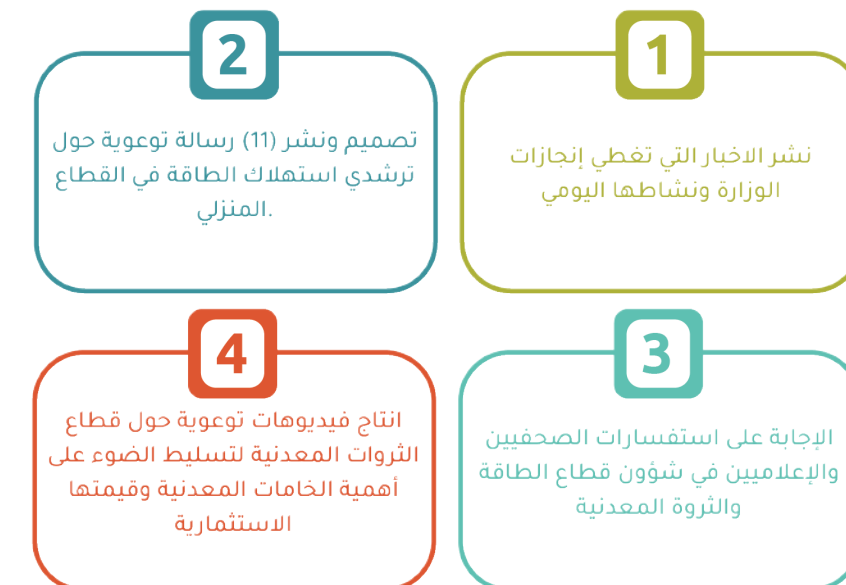 1
نشر الاخبار التي تغطي إنجازات
الوزارة ونشاطها اليومي
2
تصميم ونشر (11) رسالة توعوية حول
ترشدي استهلاك الطاقة في القطاع
المنزلي.
3
الإجابة على استفسارات الصحفيين
والإعلاميين في شؤون قطاع الطاقة
والثروة المعدنية
4
انتاج فيديوهات توعوية حول قطاع
الثروات المعدنية لتسليط الضوء على
أهمية الخامات المعدنية وقيمتها
الاستثمارية